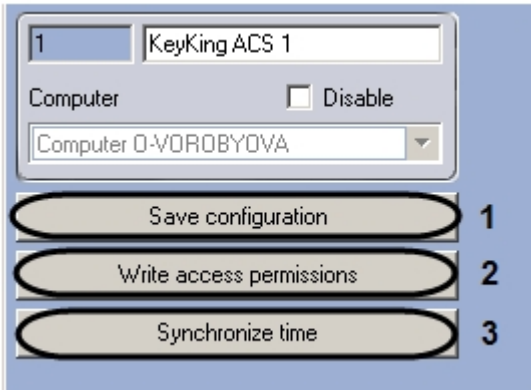 1 KeyKing ACS 1
Computer Disable
Computer O-VOROBYOVA
Save configuration 1
Write access permissions 2
Synchronize time 3